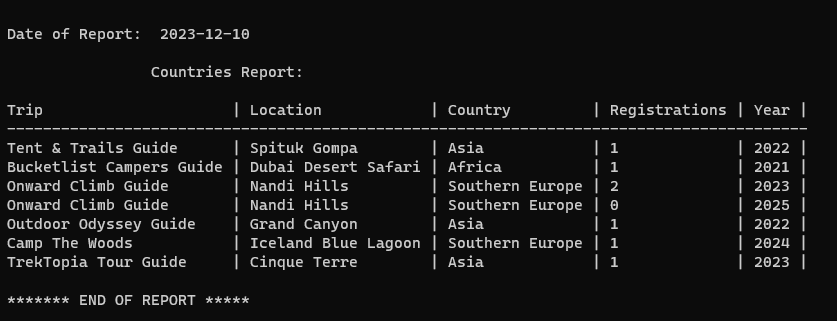 Date of Report:  2023-12-10
Countries Report:
Trip                     | Location            | Country         | Registrations | Year |
-----------------------------------------------------------------------------------------
Tent & Trails Guide      | Spituk Gompa        | Asia            | 1             | 2022 |
Bucketlist Campers Guide | Dubai Desert Safari | Africa          | 1             | 2021 |
Onward Climb Guide       | Nandi Hills         | Southern Europe | 2             | 2023 |
Onward Climb Guide       | Nandi Hills         | Southern Europe | 0             | 2025 |
Outdoor Odyssey Guide    | Grand Canyon        | Asia            | 1             | 2022 |
Camp The Woods           | Iceland Blue Lagoon | Southern Europe | 1             | 2024 |
TrekTopia Tour Guide     | Cinque Terre        | Asia            | 1             | 2023 |
******* END OF REPORT *****